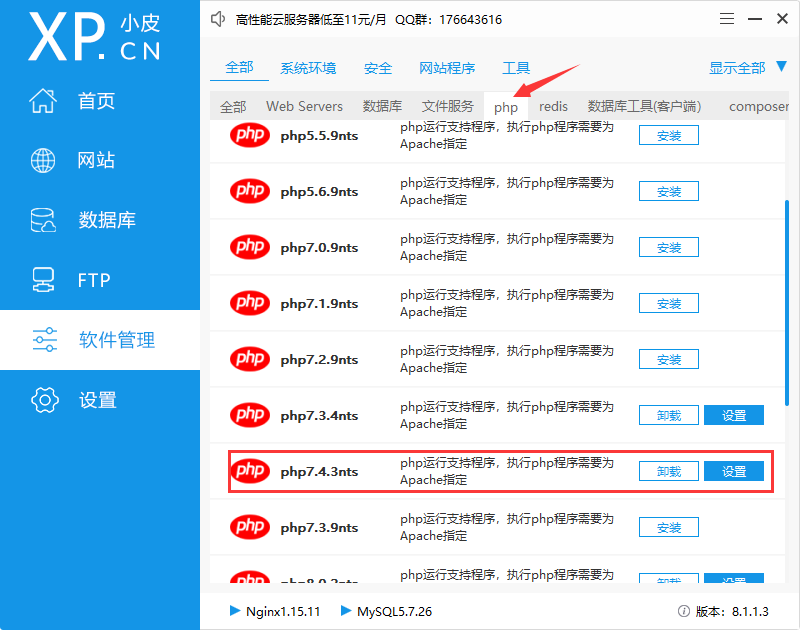 XP.CN 小皮
高性能云服务器低至11元/月 QQ群：176643616
首页
网站
数据库
FTP
软件管理
设置
全部 系统环境 安全 网站程序 工具 显示全部
全部 Web Servers 数据库 文件服务 php redis 数据库工具(客户端) composer
php php5.5.9nts php运行支持程序，执行php程序需要为 安装
Apache指定
php php5.6.9nts php运行支持程序，执行php程序需要为 安装
Apache指定
php php7.0.9nts php运行支持程序，执行php程序需要为 安装
Apache指定
php php7.1.9nts php运行支持程序，执行php程序需要为 安装
Apache指定
php php7.2.9nts php运行支持程序，执行php程序需要为 安装
Apache指定
php php7.3.4nts php运行支持程序，执行php程序需要为 卸载 设置
Apache指定
php php7.4.3nts php运行支持程序，执行php程序需要为 卸载 设置
Apache指定
php php7.3.9nts php运行支持程序，执行php程序需要为 安装
Apache指定
php php8.0.2nts php运行支持程序，执行php程序需要为 卸载 设置
Nginx1.15.11 MySQL5.7.26 版本：8.1.1.3